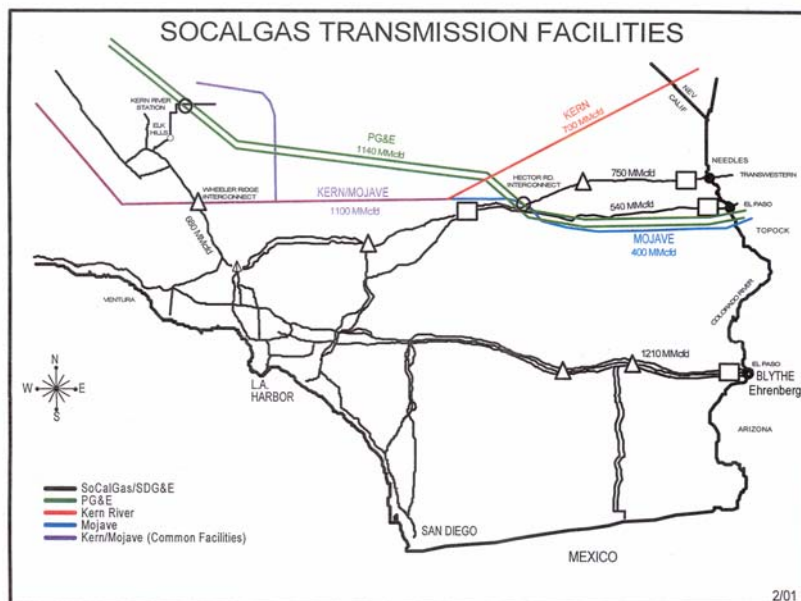 SOCALGAS TRANSMISSION FACILITIES
KERN RIVER
STATION
ELK
HILLS
PG&E
1140 MMcfd
KERN
700 MMcfd
NEV
CALIF
NEEDLES
TRANSWESTERN
750 MMcfd
HECTOR RD.
INTERCONNECT
WHEELER RIDGE
INTERCONNECT
KERN/MOJAVE
1100 MMcfd
540 MMcfd
EL PASO
TOPOCK
MOJAVE
400 MMcfd
680 MMcfd
VENTURA
COLORADO RIVER
1210 MMcfd
EL PASO
BLYTHE
Ehrenberg
N
W
E
S
L.A.
HARBOR
ARIZONA
SoCalGas/SDG&E
PG&E
Kern River
Mojave
Kern/Mojave (Common Facilities)
SAN DIEGO
MEXICO
2/01